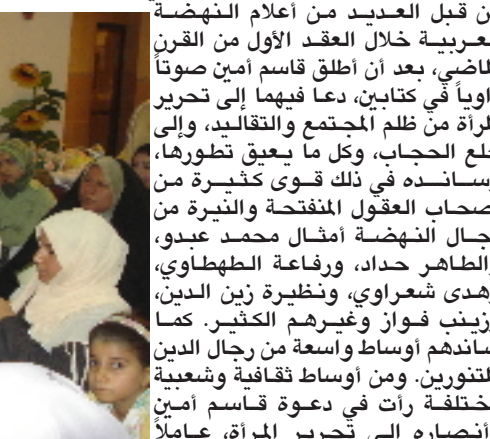 ن قبل العديد من أعلام النهضة
عربية خلال العقد الأول من القرن
اضي، بعد أن أطلق قاسم أمين صوتاً
اوياً في كتابين، دعا فيهما إلى تحرير
رأة من ظلم المجتمع والتقاليد، وإلى
لع الحجاب، وكل ما يعيق تطورها،
سانده في ذلك قوى كثيرة من
صحاب العقول المنفتحة والنيرة من
جال النهضة أمثال محمد عبدو،
الطاهر حداد، ورفاعة الطهطاوي،
هدى شعراوي، ونظيرة زين الدين،
زينب فواز وغيرهم الكثير. كما
ساندهم أوساط واسعة من رجال الدين
لتنورين. ومن أوساط ثقافية وشعبية
ختلفة رأت في دعوة قاسم أمين
أنصاره إلى تحرير المرأة، عاملاً